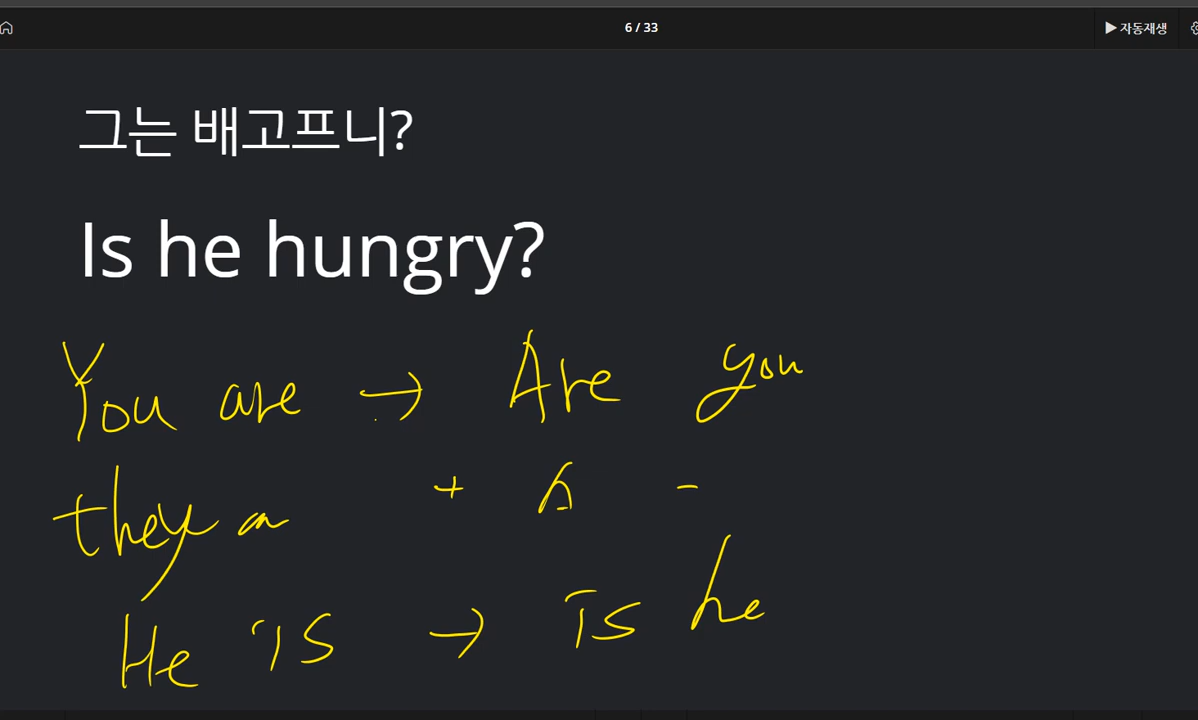 6 / 33
▶ 자동재생
그는 배고프니?
Is he hungry?
You are → Are you
they
He is → is he